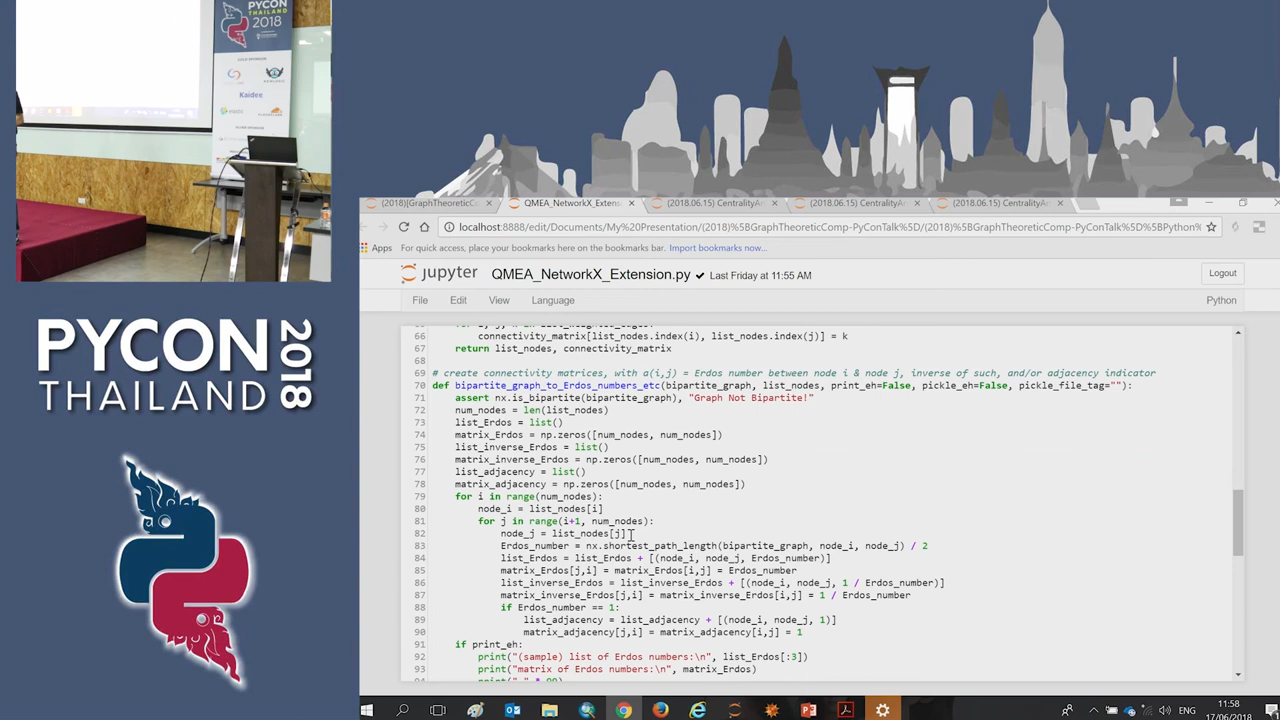 PYCON
THAILAND
2018
Kaidee
PYCON
THAILAND
2018
(2018)[GraphTheoreticComp
QMEA_NetworkX_Extension.
(2018.06.15) CentralityAn
(2018.06.15) CentralityAn
(2018.06.15) CentralityAn
localhost:8888/edit/Documents/My%20Presentation/(2018)%5BGraphTheoreticComp-PyConTalk%5D/(2018)%5BGraphTheoreticComp-PyConTalk%5D%5BPython%
Apps For quick access, place your bookmarks here on the bookmarks bar. Import bookmarks now...
jupyter QMEA_NetworkX_Extension.py ✔ Last Friday at 11:55 AM Logout
File Edit View Language Python
66 connectivity_matrix[list_nodes.index(i), list_nodes.index(j)] = k
67 return list_nodes, connectivity_matrix
68
69 # create connectivity matrices, with a(i,j) = Erdos number between node i & node j, inverse of such, and/or adjacency indicator
70 def bipartite_graph_to_Erdos_numbers_etc(bipartite_graph, list_nodes, print_eh=False, pickle_eh=False, pickle_file_tag=""):
71 assert nx.is_bipartite(bipartite_graph), "Graph Not Bipartite!"
72 num_nodes = len(list_nodes)
73 list_Erdos = list()
74 matrix_Erdos = np.zeros([num_nodes, num_nodes])
75 list_inverse_Erdos = list()
76 matrix_inverse_Erdos = np.zeros([num_nodes, num_nodes])
77 list_adjacency = list()
78 matrix_adjacency = np.zeros([num_nodes, num_nodes])
79 for i in range(num_nodes):
80 node_i = list_nodes[i]
81 for j in range(i+1, num_nodes):
82 node_j = list_nodes[j]
83 Erdos_number = nx.shortest_path_length(bipartite_graph, node_i, node_j) / 2
84 list_Erdos = list_Erdos + [(node_i, node_j, Erdos_number)]
85 matrix_Erdos[j,i] = matrix_Erdos[i,j] = Erdos_number
86 list_inverse_Erdos = list_inverse_Erdos + [(node_i, node_j, 1 / Erdos_number)]
87 matrix_inverse_Erdos[j,i] = matrix_inverse_Erdos[i,j] = 1 / Erdos_number
88 if Erdos_number == 1:
89 list_adjacency = list_adjacency + [(node_i, node_j, 1)]
90 matrix_adjacency[j,i] = matrix_adjacency[i,j] = 1
91 if print_eh:
92 print("(sample) list of Erdos numbers:\n", list_Erdos[:3])
93 print("matrix of Erdos numbers:\n", matrix_Erdos)
ENG 11:58
17/06/2018